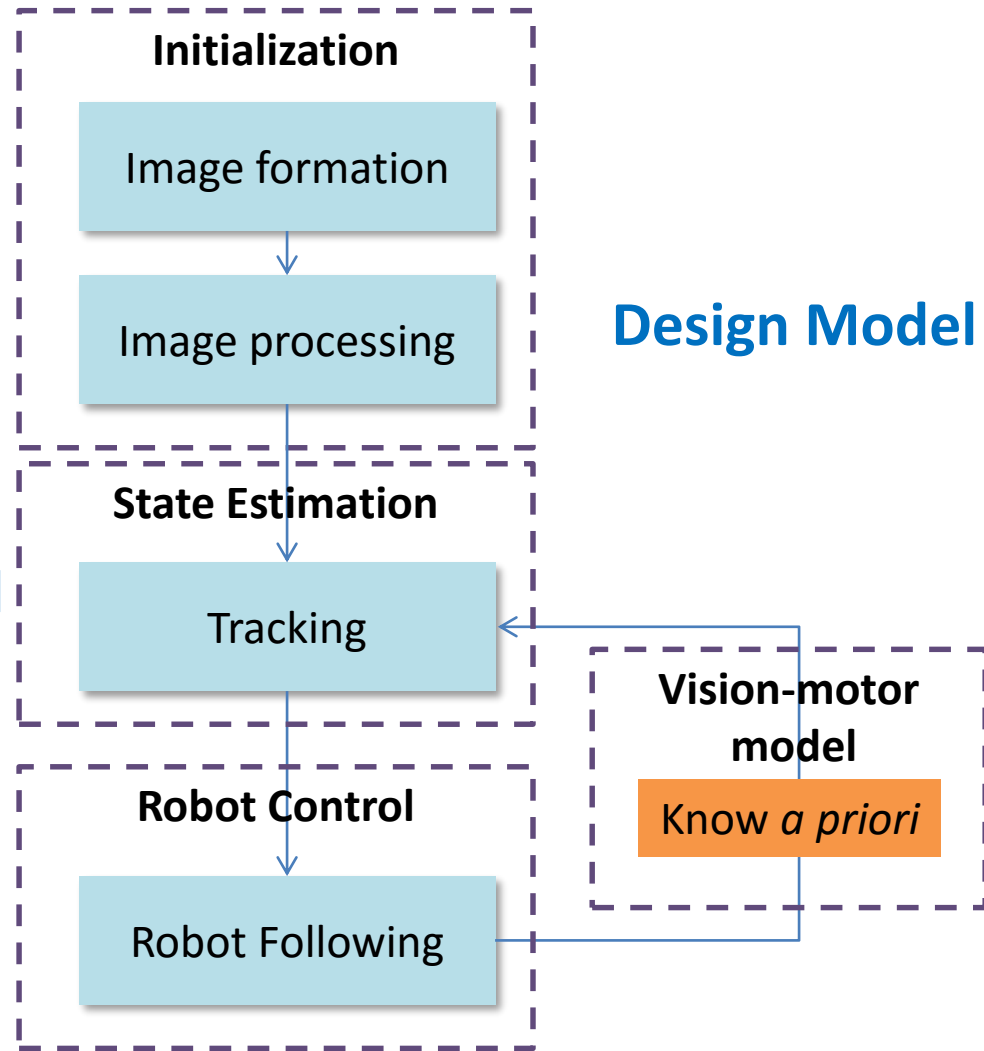 Initialization
Image formation
Image processing
Design Model
State Estimation
Tracking
Vision-motor
model
Know a priori
Robot Control
Robot Following